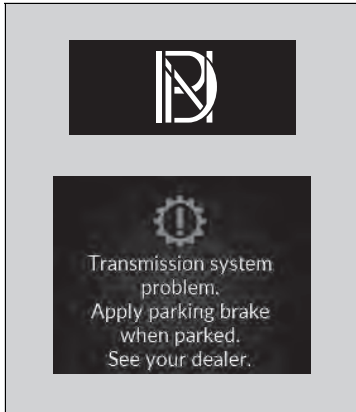 Transmission system
problem.
Apply parking brake
when parked.
See your dealer.